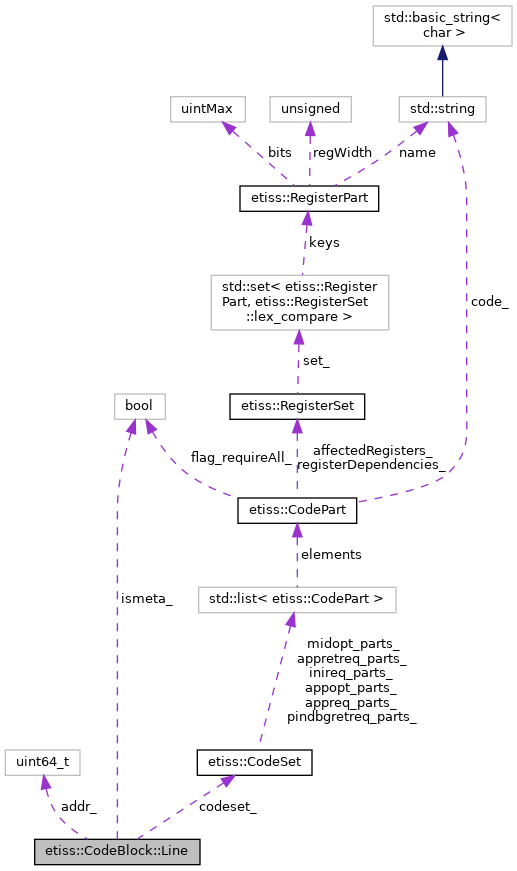 std::basic_string<
char >
uintMax
unsigned
std::string
bits
regWidth
name
etiss::RegisterPart
keys
std::set< etiss::Register
Part, etiss::RegisterSet
::lex_compare >
code_
set_
bool
etiss::RegisterSet
flag_requireAll_
affectedRegisters_
registerDependencies_
etiss::CodePart
elements
ismeta_
std::list< etiss::CodePart >
midopt_parts_
appretreq_parts_
inireq_parts_
appopt_parts_
appreq_parts_
pindbgretreq_parts_
uint64_t
etiss::CodeSet
addr_
codeset_
etiss::CodeBlock::Line